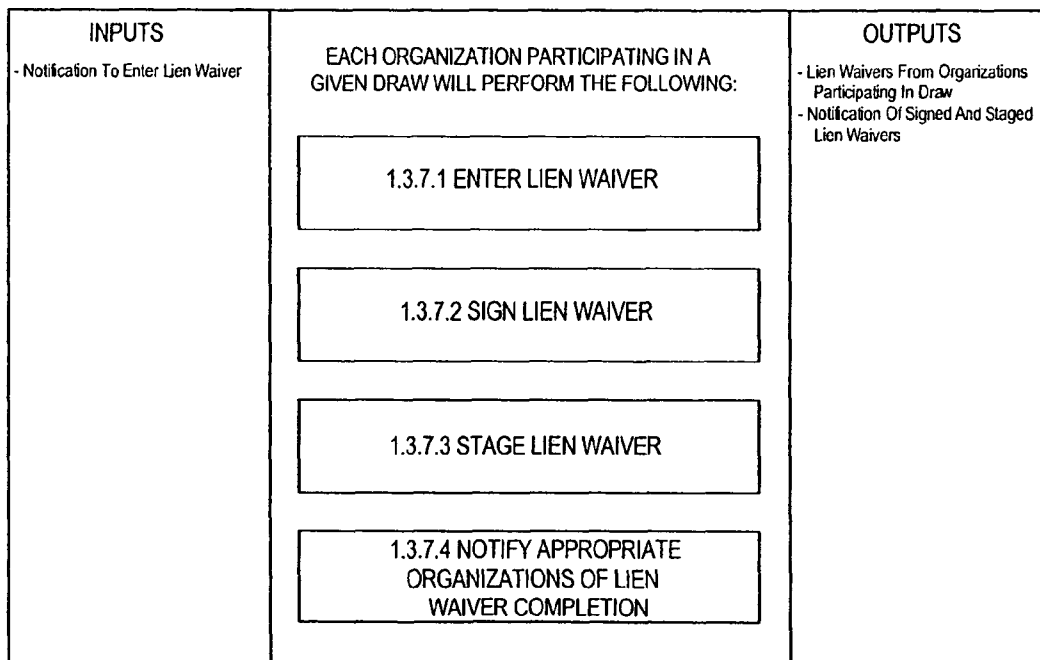 INPUTS
- Notification To Enter Lien Waiver
EACH ORGANIZATION PARTICIPATING IN A
GIVEN DRAW WILL PERFORM THE FOLLOWING:
1.3.7.1 ENTER LIEN WAIVER
1.3.7.2 SIGN LIEN WAIVER
1.3.7.3 STAGE LIEN WAIVER
1.3.7.4 NOTIFY APPROPRIATE
ORGANIZATIONS OF LIEN
WAIVER COMPLETION
OUTPUTS
- Lien Waivers From Organizations
Participating In Draw
- Notification Of Signed And Staged
Lien Waivers